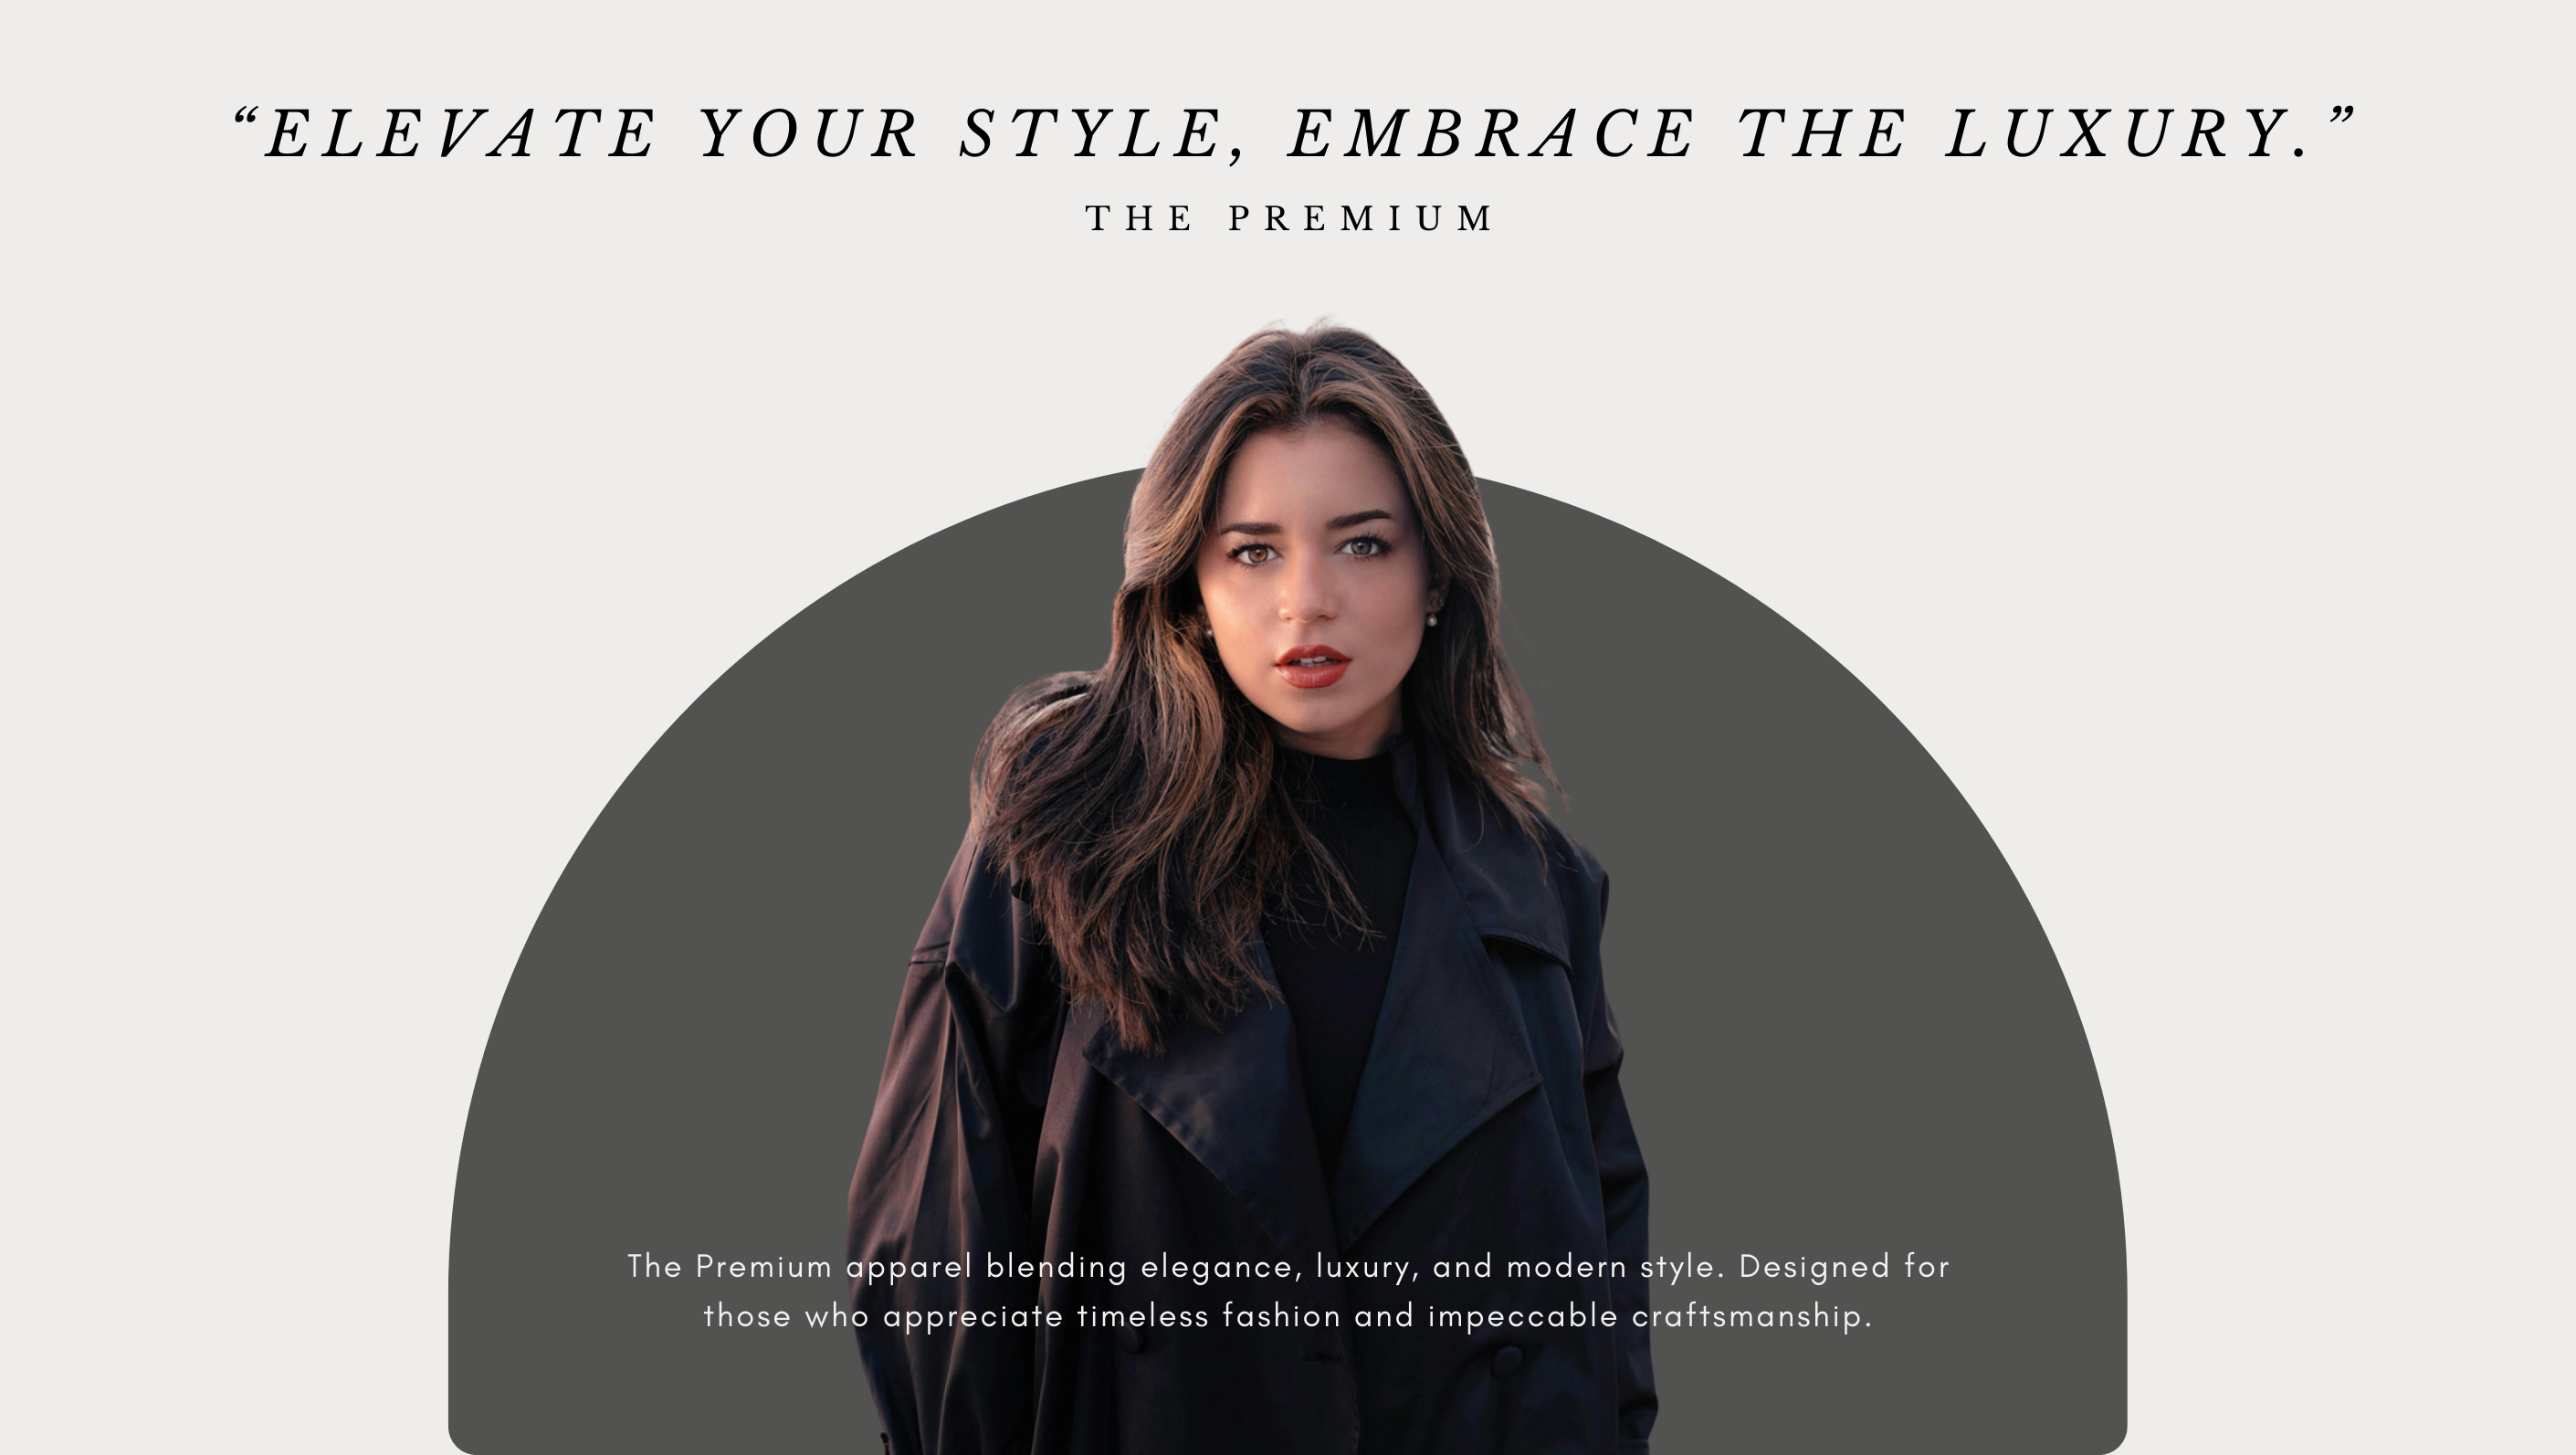 “ELEVATE YOUR STYLE, EMBRACE THE LUXURY.”
THE PREMIUM
The Premium apparel blending elegance, luxury, and modern style. Designed for
those who appreciate timeless fashion and impeccable craftsmanship.